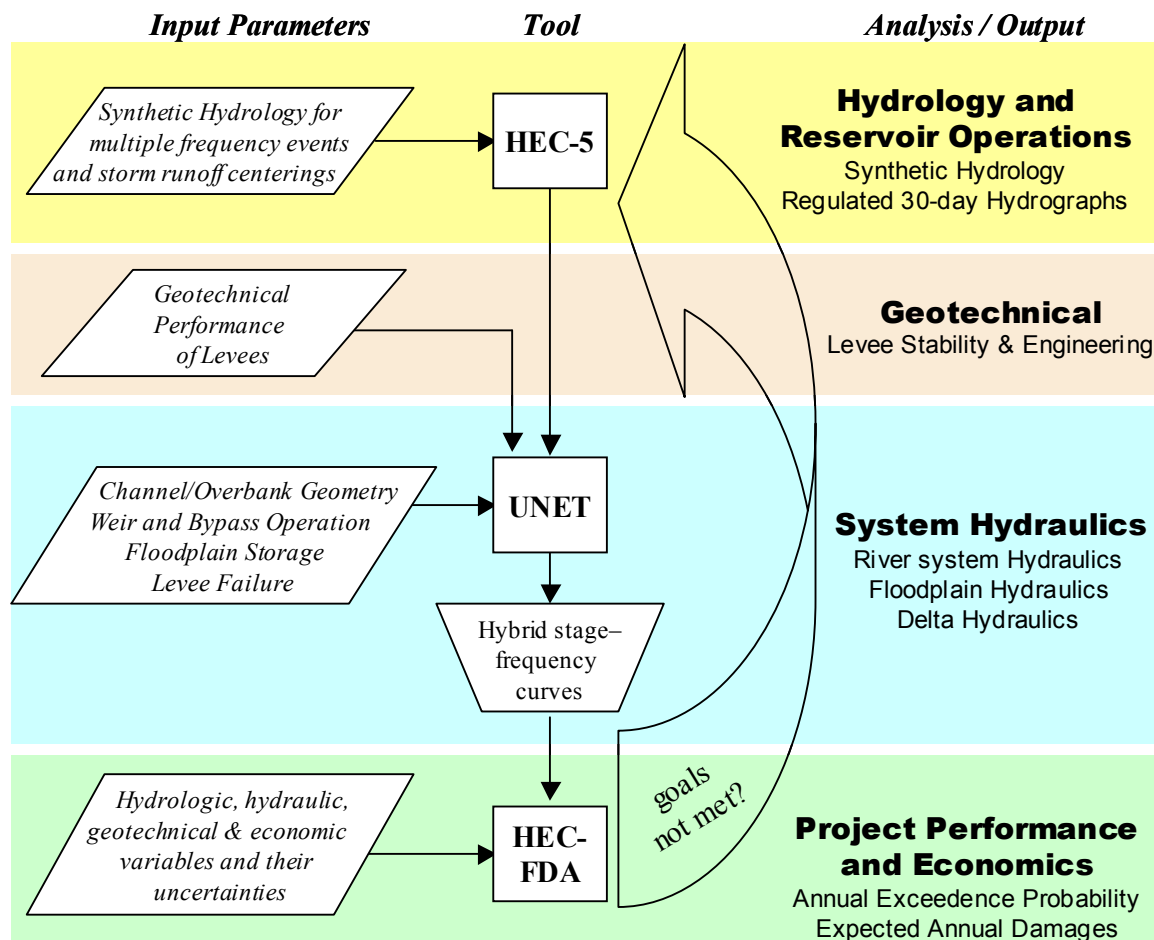 Input Parameters
Tool
Analysis / Output
Synthetic Hydrology for
multiple frequency events
and storm runoff centerings
HEC-5
Hydrology and
Reservoir Operations
Synthetic Hydrology
Regulated 30-day Hydrographs
Geotechnical
Performance
of Levees
Geotechnical
Levee Stability & Engineering
Channel/Overbank Geometry
Weir and Bypass Operation
Floodplain Storage
Levee Failure
UNET
Hybrid stage–
frequency
curves
System Hydraulics
River system Hydraulics
Floodplain Hydraulics
Delta Hydraulics
Hydrologic, hydraulic,
geotechnical & economic
variables and their
uncertainties
HEC-
FDA
goals
not met?
Project Performance
and Economics
Annual Exceedence Probability
Expected Annual Damages